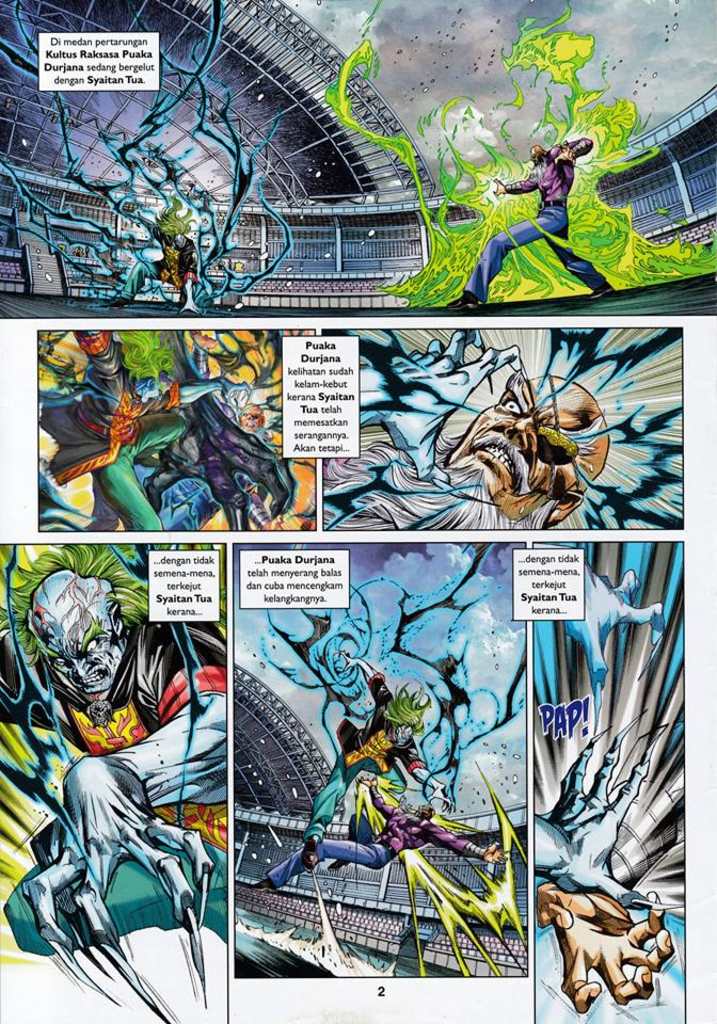 Di medan pertarungan
Kultus Raksasa Puaka
Durjana sedang bergelut
dengan Syaitan Tua.
Puaka
Durjana
kelihatan sudah
kelam-kebut
kerana Syaitan
Tua telah
memesatkan
serangannya.
Akan tetapi...
...dengan tidak
semena-mena,
terkejut
Syaitan Tua
kerana...
...Puaka Durjana
telah menyerang balas
dan cuba mencengkam
kelangkangnya.
...dengan tidak
semena-mena,
terkejut
Syaitan Tua
kerana...
PAP!
2